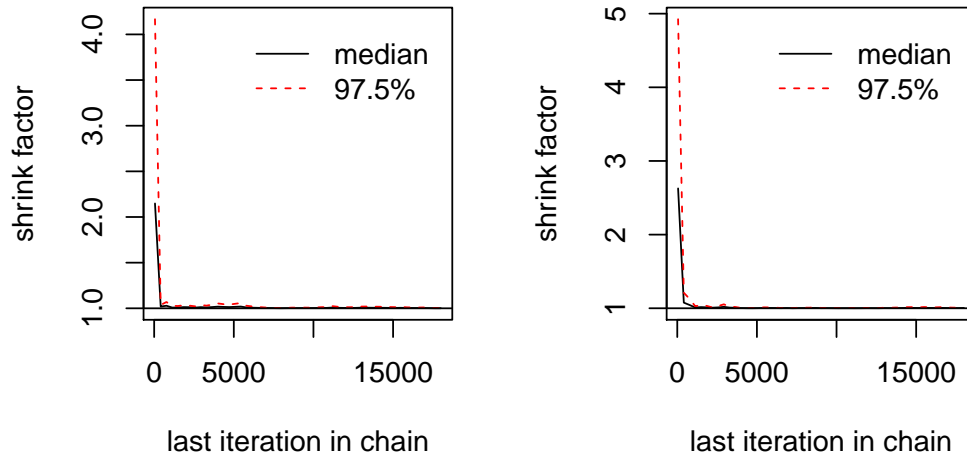 shrink factor
1.0
2.0
3.0
4.0
median
97.5%
0
5000
15000
last iteration in chain
shrink factor
1
2
3
4
5
median
97.5%
0
5000
15000
last iteration in chain